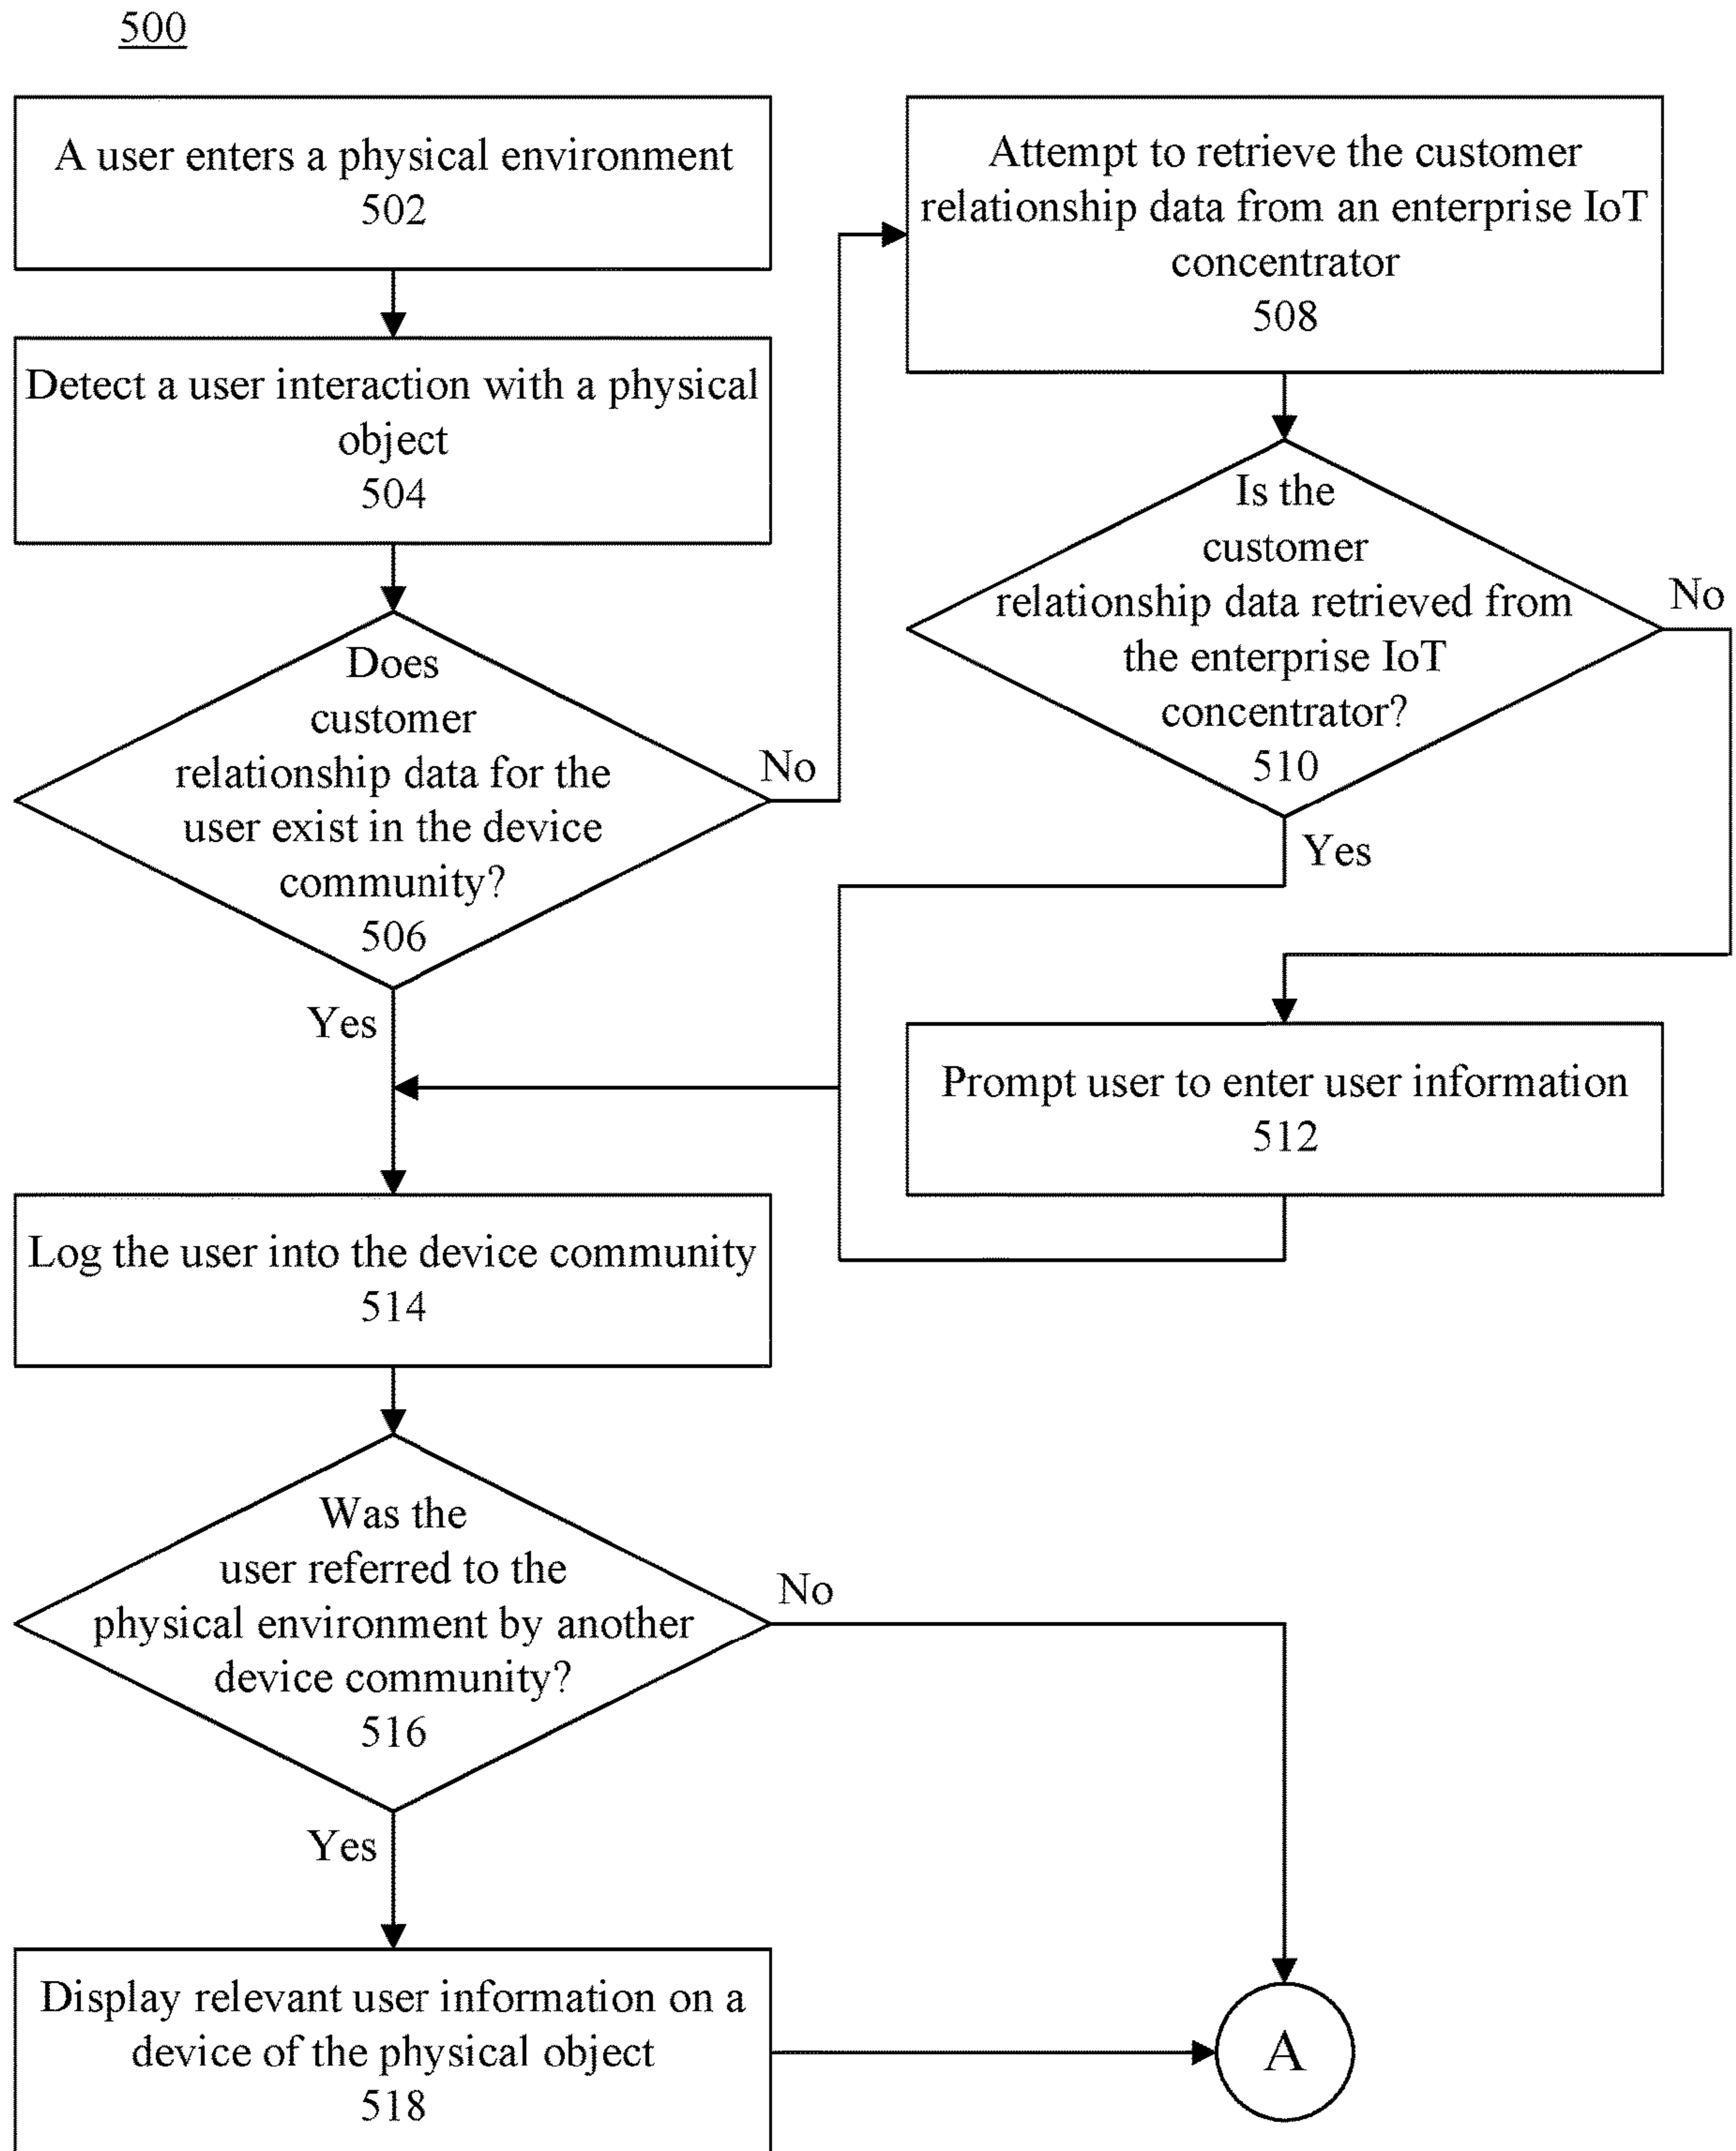 500
A user enters a physical environment
502
Detect a user interaction with a physical
object
504
Does
customer
relationship data for the
user exist in the device
community?
506
No
Yes
Attempt to retrieve the customer
relationship data from an enterprise IoT
concentrator
508
Is the
customer
relationship data retrieved from
the enterprise IoT
concentrator?
510
No
Yes
Prompt user to enter user information
512
Log the user into the device community
514
Was the
user referred to the
physical environment by another
device community?
516
No
Yes
Display relevant user information on a
device of the physical object
518
A